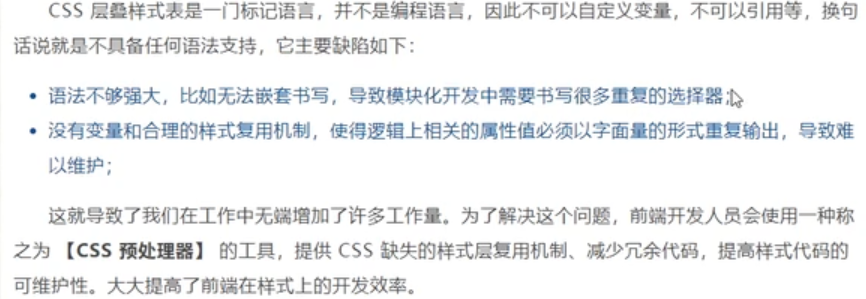 CSS 层叠样式表是一门标记语言，并不是编程语言，因此不可以自定义变量，不可以引用等，换句
话说就是不具备任何语法支持，它主要缺陷如下：
• 语法不够强大，比如无法嵌套书写，导致模块化开发中需要书写很多重复的选择器；
• 没有变量和合理的样式复用机制，使得逻辑上相关的属性值必须以字面量的形式重复输出，导致难
以维护；
这就导致了我们在工作中无端增加了许多工作量。为了解决这个问题，前端开发人员会使用一种称
之为 【CSS 预处理器】 的工具，提供 CSS 缺失的样式层复用机制、减少冗余代码，提高样式代码的
可维护性。大大提高了前端在样式上的开发效率。